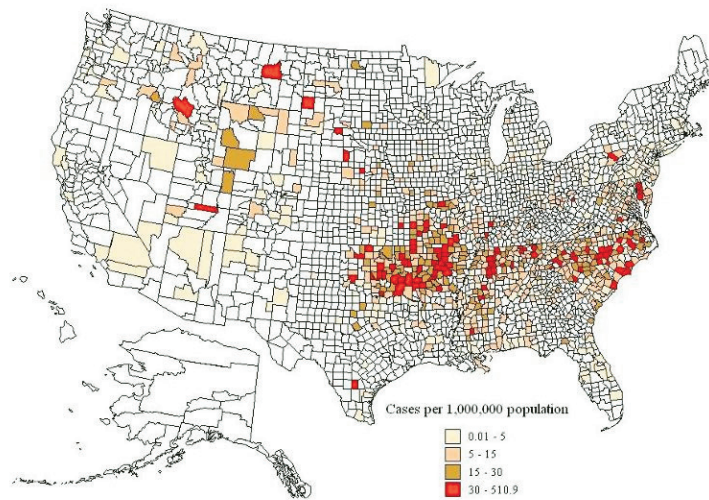 Cases per 1,000,000 population
0.01 - 5
5 - 15
15 - 30
30 - 510.9